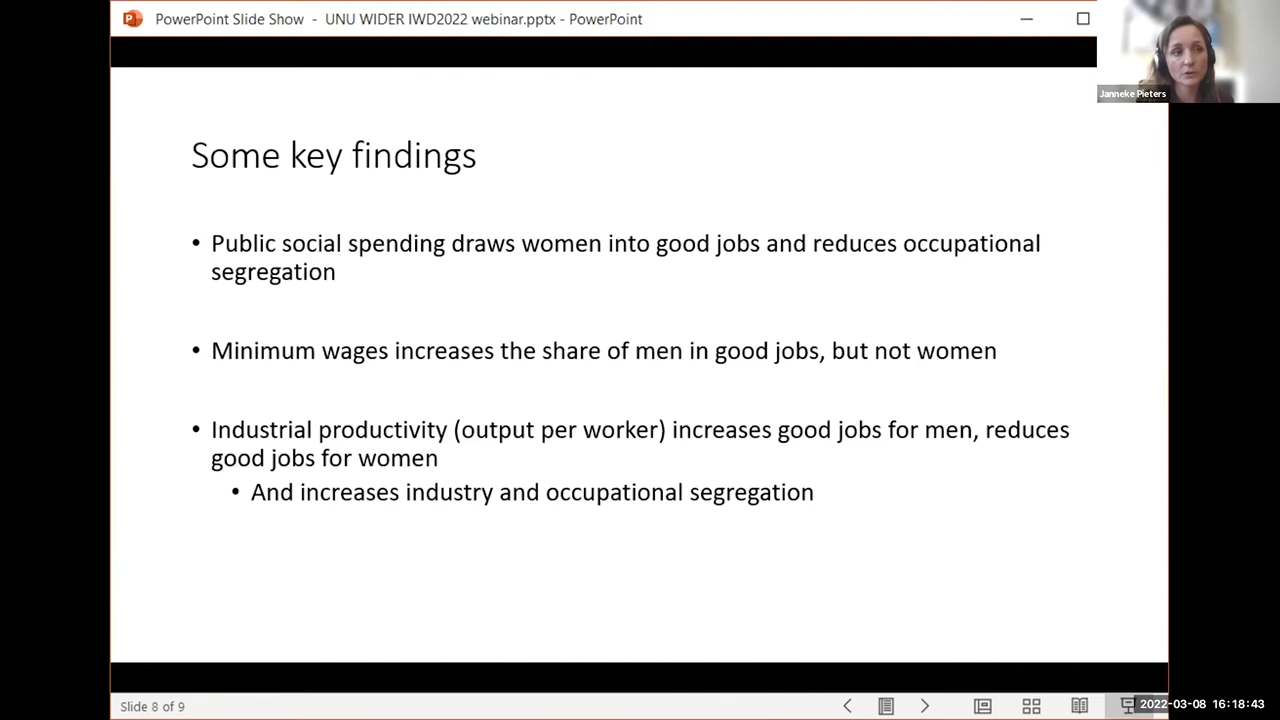 PowerPoint Slide Show - UNU WIDER IWD2022 webinar.pptx - PowerPoint
Janneke Pieters
Some key findings
• Public social spending draws women into good jobs and reduces occupational
segregation
• Minimum wages increases the share of men in good jobs, but not women
• Industrial productivity (output per worker) increases good jobs for men, reduces
good jobs for women
• And increases industry and occupational segregation
Slide 8 of 9
2022-03-08 16:18:43